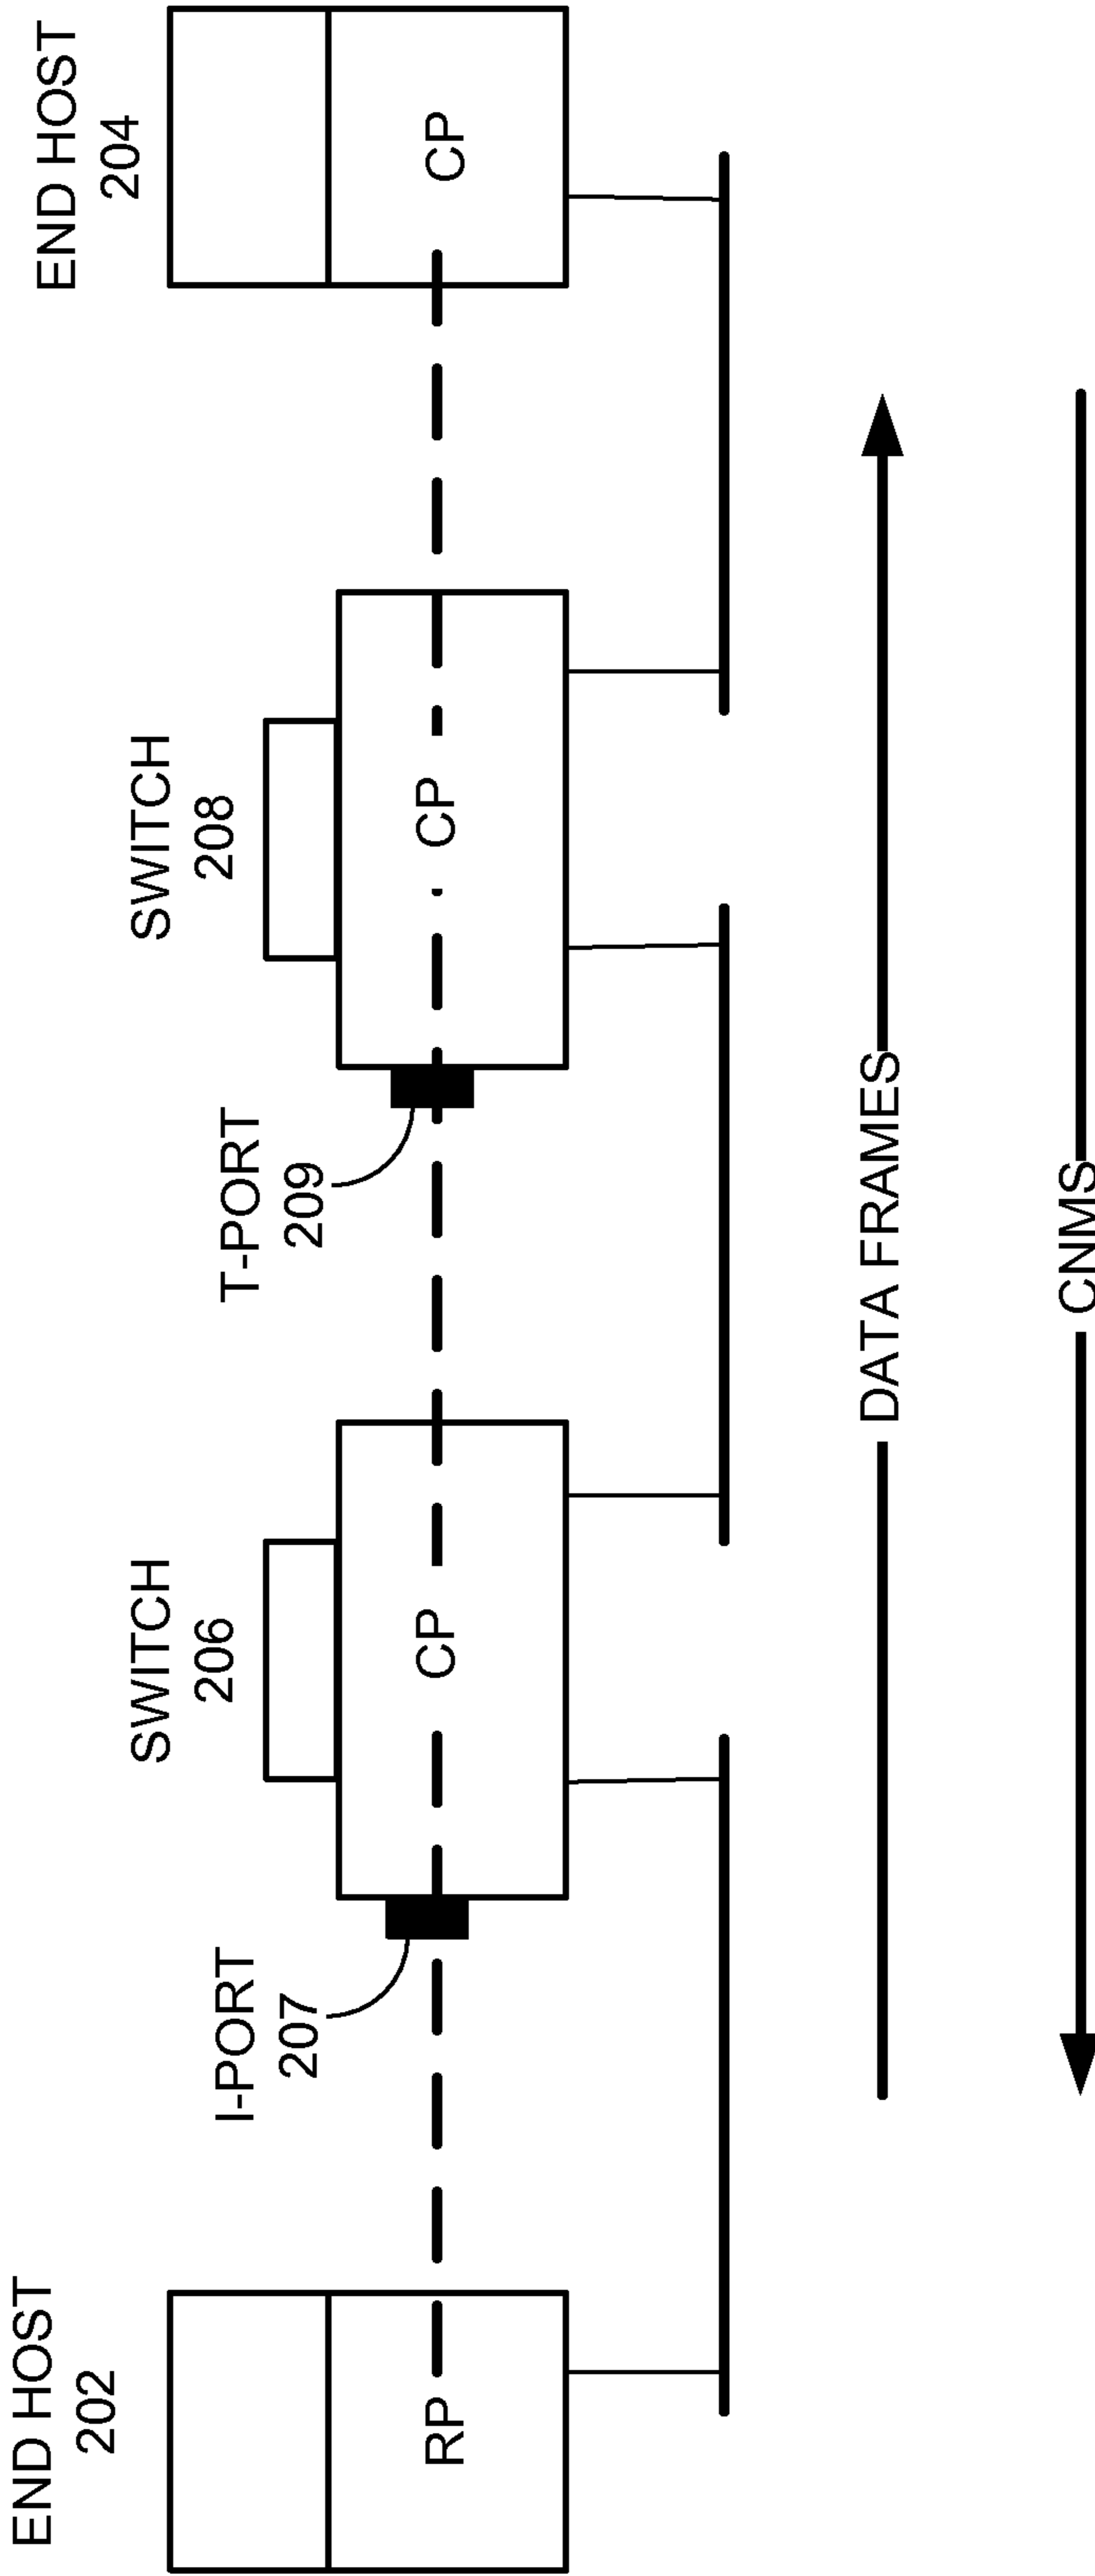 END HOST
202
I-PORT
207
SWITCH
206
T-PORT
209
SWITCH
208
END HOST
204
RP
CP
CP
CP
DATA FRAMES
CNMS